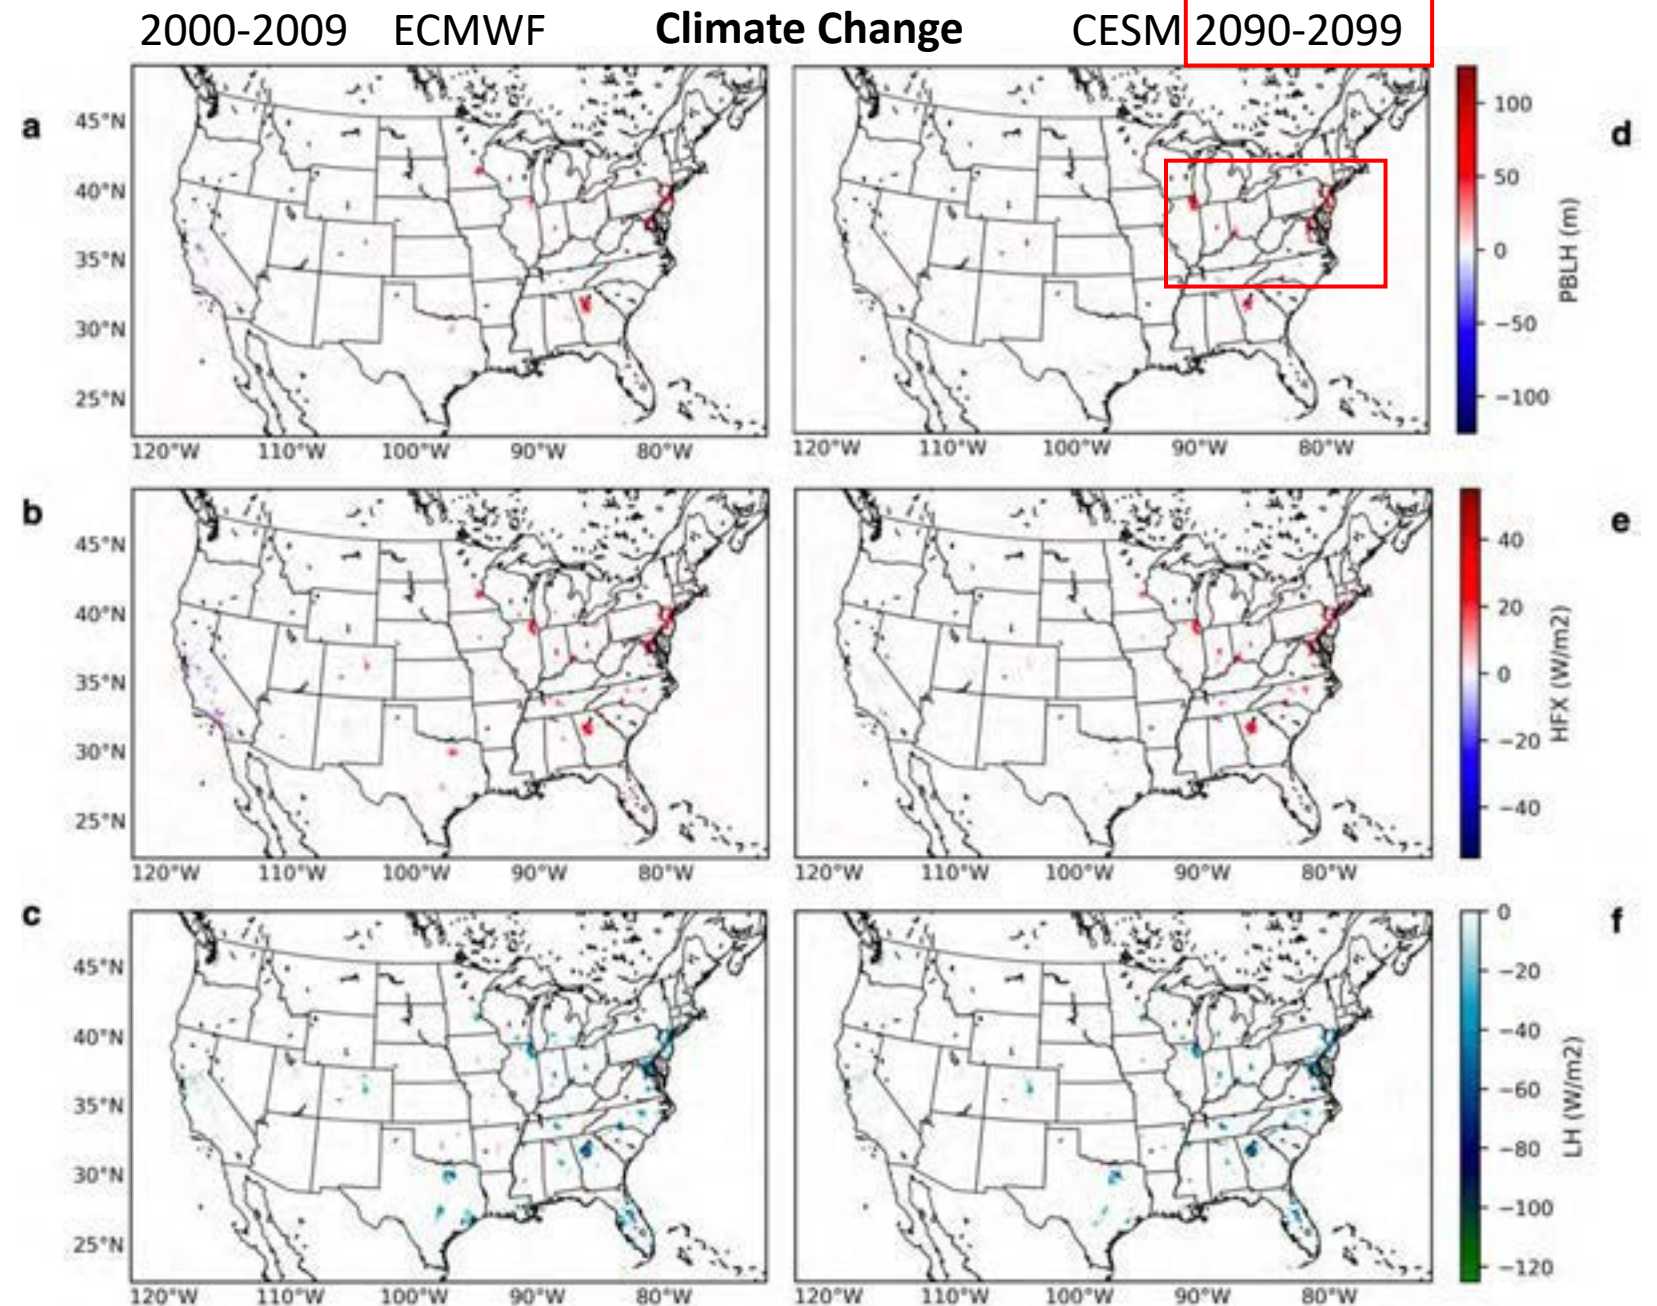 2000-2009 ECMWF Climate Change CESM 2090-2099
a
45°N
40°N
35°N
30°N
25°N
120°W 110°W 100°W 90°W 80°W
120°W 110°W 100°W 90°W 80°W
100
50
0
−50
−100
PBLH (m)
d
b
45°N
40°N
35°N
30°N
25°N
120°W 110°W 100°W 90°W 80°W
120°W 110°W 100°W 90°W 80°W
40
20
0
−20
−40
HFX (W/m2)
e
c
45°N
40°N
35°N
30°N
25°N
120°W 110°W 100°W 90°W 80°W
120°W 110°W 100°W 90°W 80°W
0
−20
−40
−60
−80
−100
−120
LH (W/m2)
f